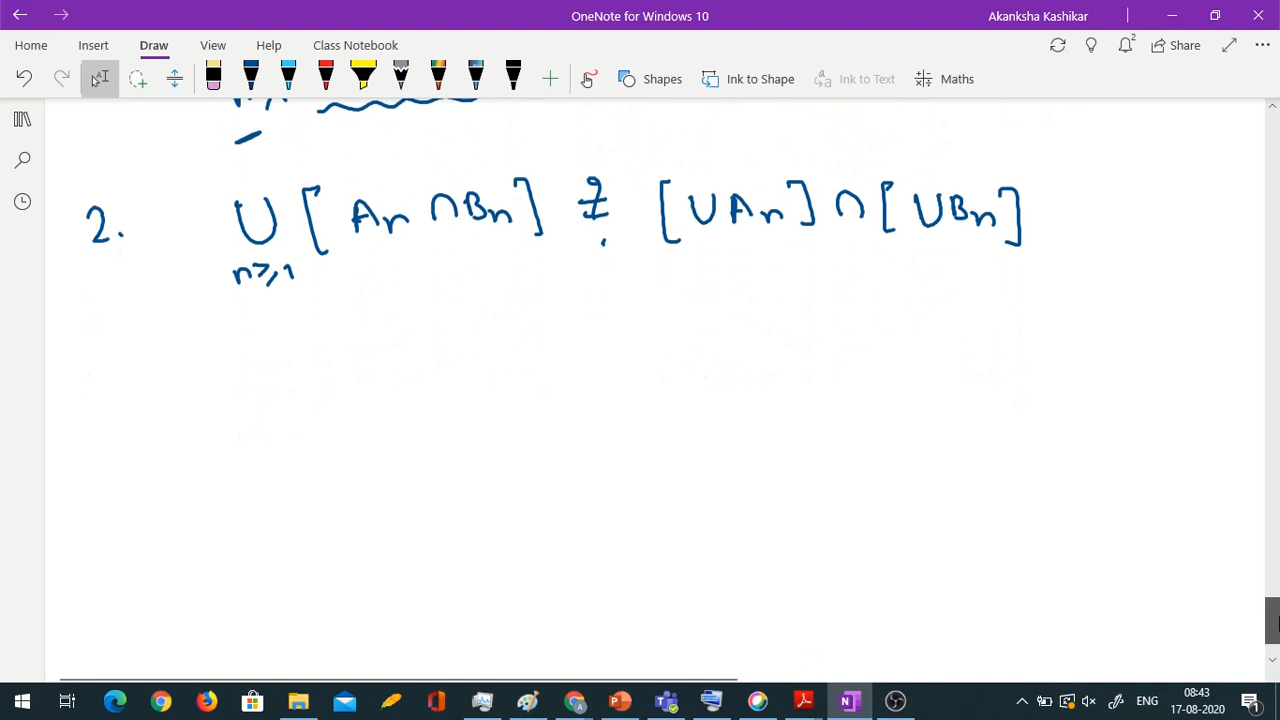 OneNote for Windows 10
Akanksha Kashikar
Home Insert Draw View Help Class Notebook Share
Shapes Ink to Shape Ink to Text Maths
2. ⋃ [ An ∩ Bn ] ≠ [ ∪ An ] ∩ [ ∪ Bn ]
n≥1
ENG 08:43
17-08-2020